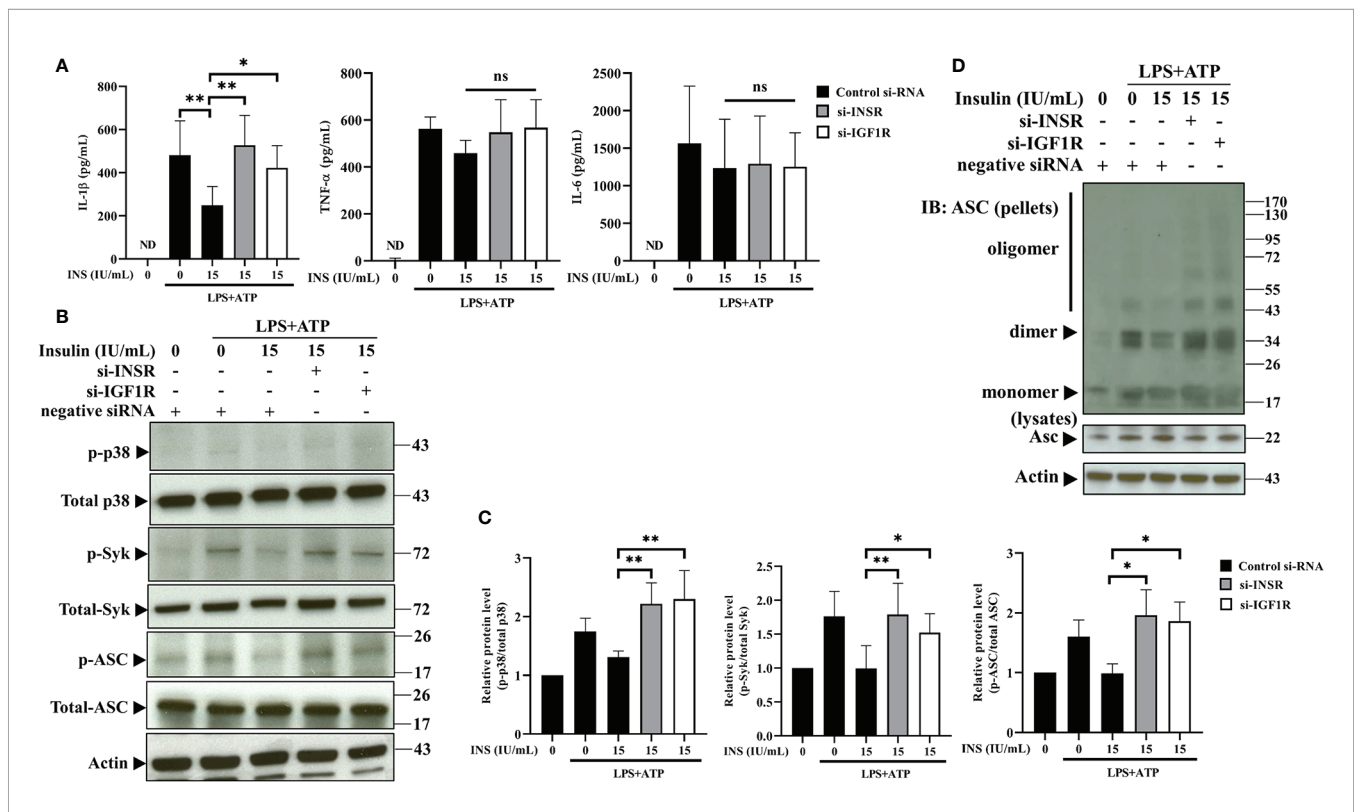 A
IL-1β (pg/mL)
800
600
400
200
0
ND
**
**
*
INS (IU/mL) 0 0 15 15 15
LPS+ATP
TNF-α (pg/mL)
800
600
400
200
0
ND
ns
INS (IU/mL) 0 0 15 15 15
LPS+ATP
IL-6 (pg/mL)
2500
2000
1500
1000
500
0
ND
ns
INS (IU/mL) 0 0 15 15 15
LPS+ATP
Control si-RNA
si-INSR
si-IGF1R
B
LPS+ATP
Insulin (IU/mL) 0 0 15 15 15
si-INSR - - - + -
si-IGF1R - - - - +
negative siRNA + + + - -
p-p38 43
Total p38 43
p-Syk 72
Total-Syk 72
p-ASC 26
17
Total-ASC 26
17
Actin 43
C
Relative protein level
(p-p38/total p38)
3
2
1
0
**
**
INS (IU/mL) 0 0 15 15 15
LPS+ATP
Relative protein level
(p-Syk/total Syk)
2.5
2.0
1.5
1.0
0.5
0.0
**
*
INS (IU/mL) 0 0 15 15 15
LPS+ATP
Relative protein level
(p-ASC/total ASC)
3
2
1
0
*
*
INS (IU/mL) 0 0 15 15 15
LPS+ATP
Control si-RNA
si-INSR
si-IGF1R
D
LPS+ATP
Insulin (IU/mL) 0 0 15 15 15
si-INSR - - - + -
si-IGF1R - - - - +
negative siRNA + + + - -
IB: ASC (pellets)
oligomer
dimer
monomer
170
130
95
72
55
43
34
26
17
(lysates)
Asc 22
Actin 43